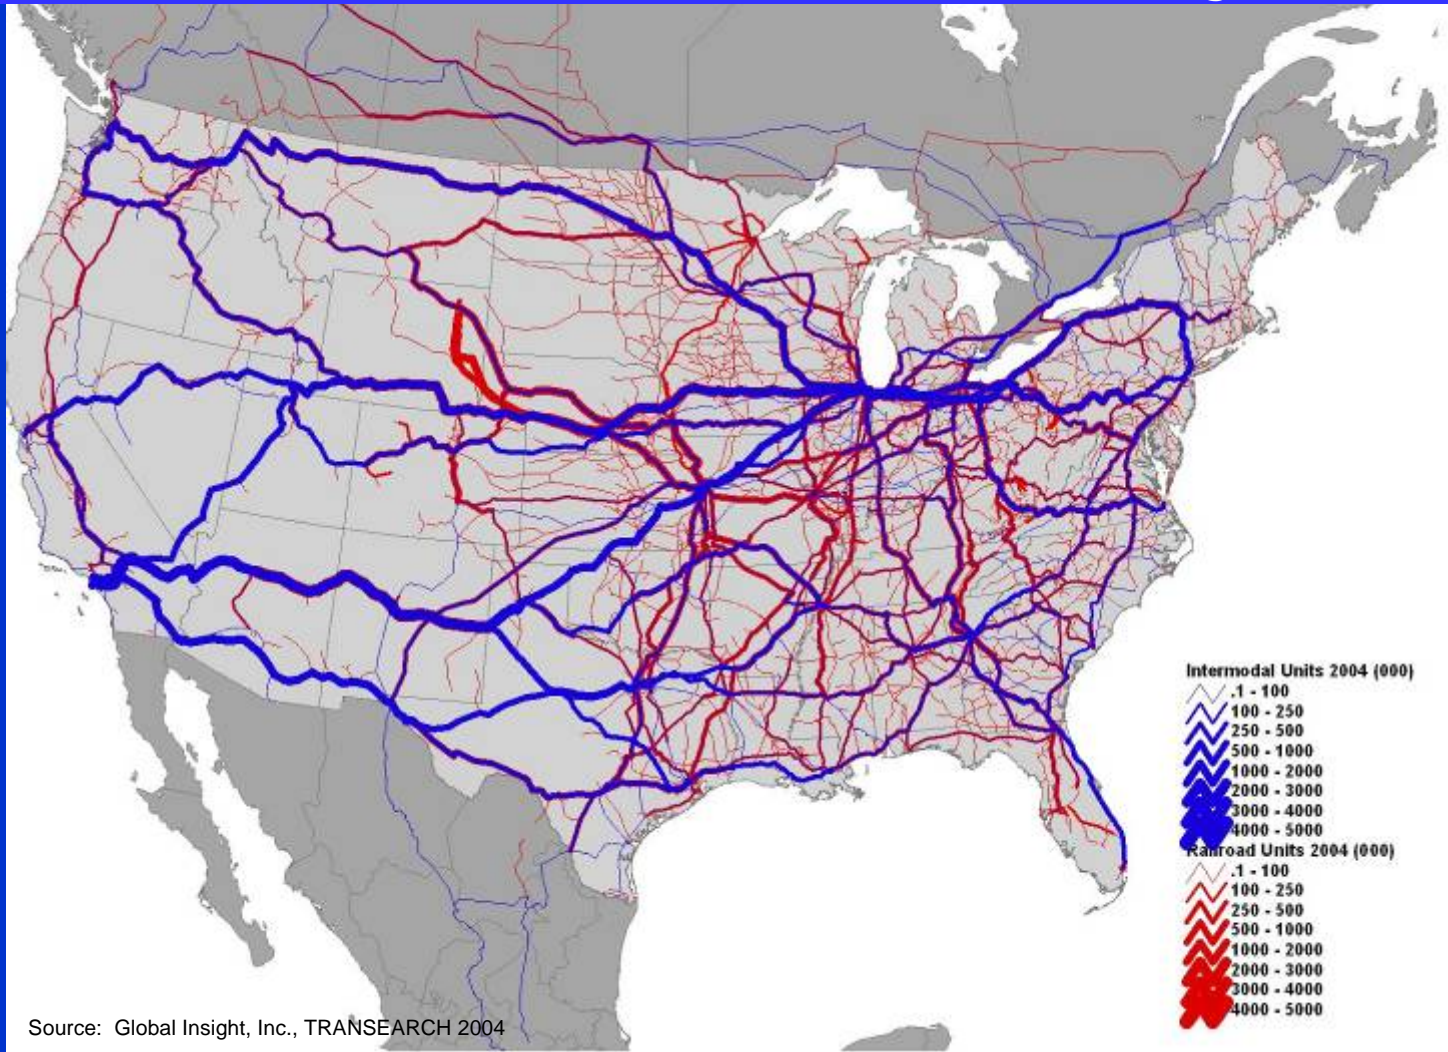 Intermodal Units 2004 (000)
.1 - 100
100 - 250
250 - 500
500 - 1000
1000 - 2000
2000 - 3000
3000 - 4000
4000 - 5000
Railroad Units 2004 (000)
.1 - 100
100 - 250
250 - 500
500 - 1000
1000 - 2000
2000 - 3000
3000 - 4000
4000 - 5000
Source: Global Insight, Inc., TRANSEARCH 2004